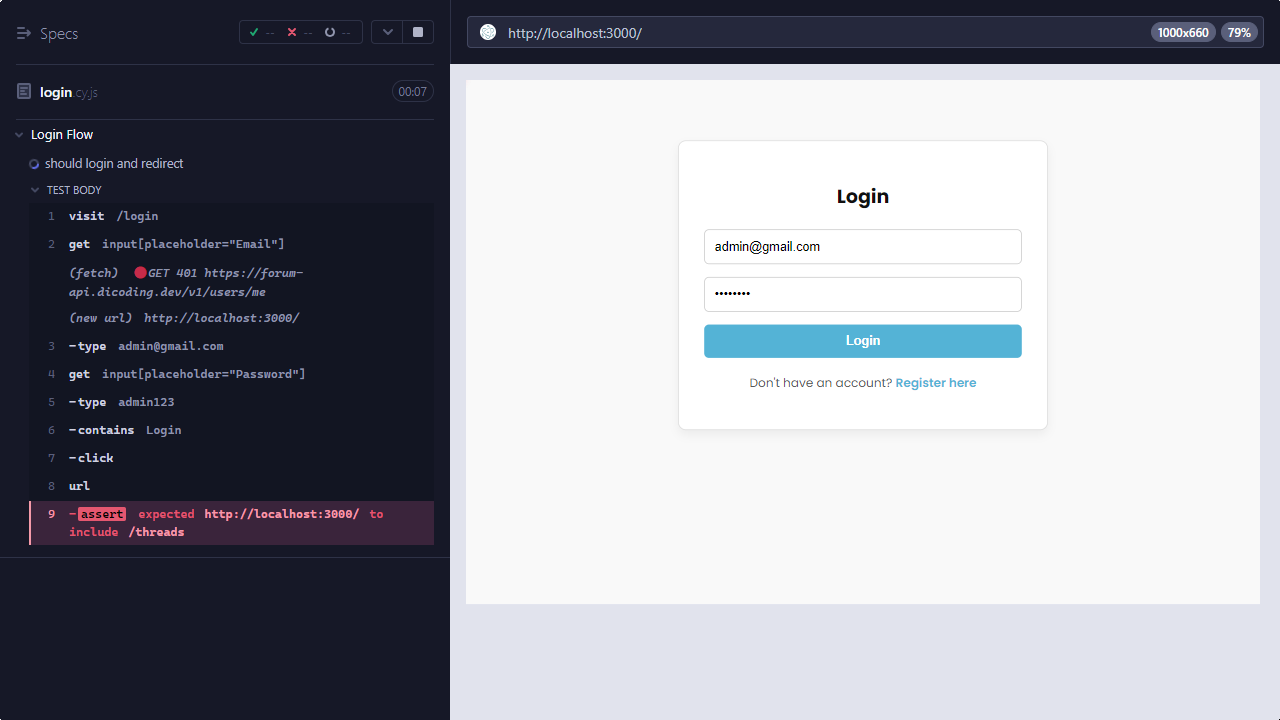 Specs
-- -- --
login.cy.js
00:07
Login Flow
should login and redirect
TEST BODY
1 visit /login
2 get input[placeholder="Email"]
(fetch) GET 401 https://forum-
api.dicoding.dev/v1/users/me
(new url) http://localhost:3000/
3 -type admin@gmail.com
4 get input[placeholder="Password"]
5 -type admin123
6 -contains Login
7 -click
8 url
9 -assert expected http://localhost:3000/ to
include /threads
http://localhost:3000/
1000x660 79%
Login
admin@gmail.com
••••••••
Login
Don't have an account? Register here